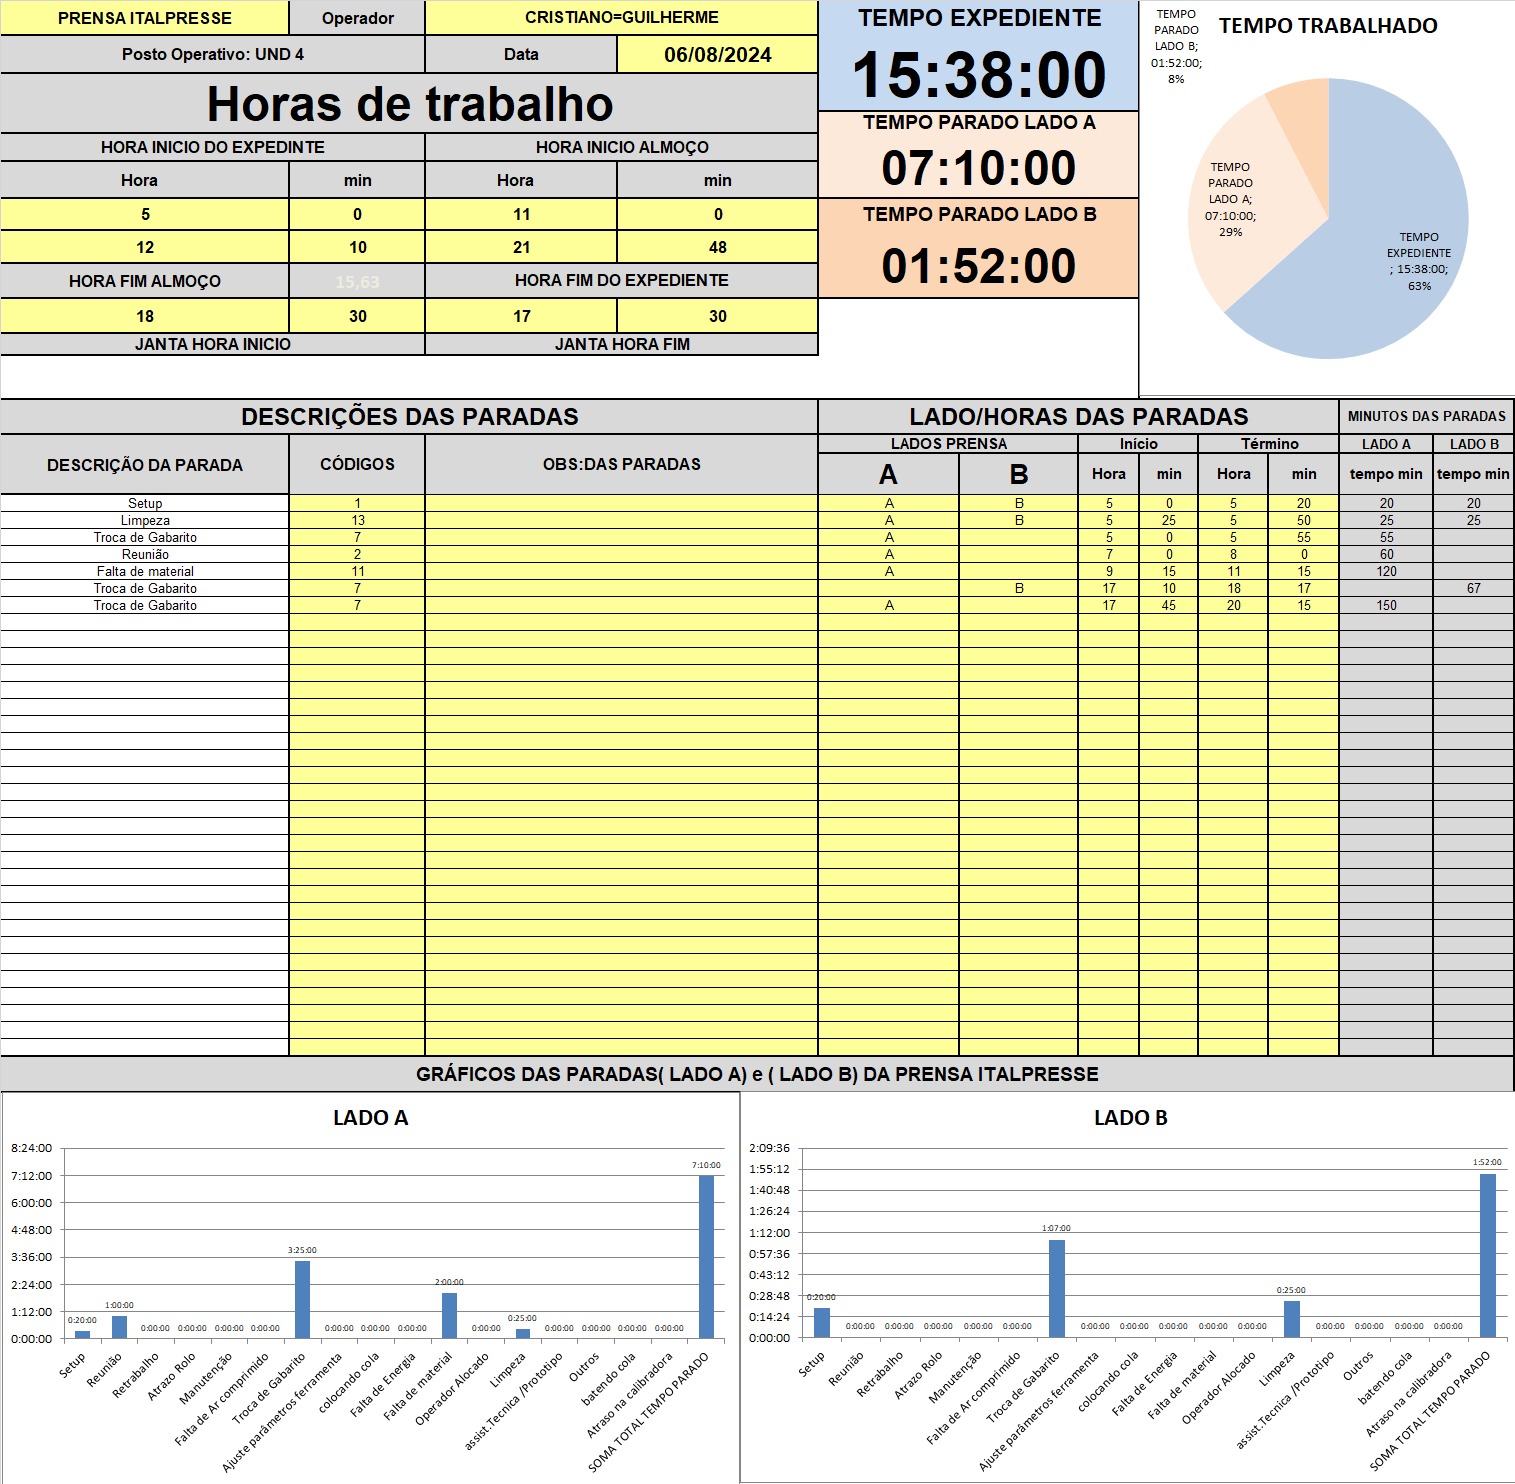 PRENSA ITALPRESSE Operador CRISTIANO=GUILHERME
Posto Operativo: UND 4 Data 06/08/2024
Horas de trabalho
HORA INICIO DO EXPEDINTE HORA INICIO ALMOÇO
Hora min Hora min
5 0 11 0
12 10 21 48
HORA FIM ALMOÇO 15,63 HORA FIM DO EXPEDIENTE
18 30 17 30
JANTA HORA INICIO JANTA HORA FIM
TEMPO EXPEDIENTE
15:38:00
TEMPO PARADO LADO A
07:10:00
TEMPO PARADO LADO B
01:52:00
TEMPO TRABALHADO
TEMPO
PARADO
LADO B;
01:52:00;
8%
TEMPO
PARADO
LADO A;
07:10:00;
29%
TEMPO
EXPEDIENTE
; 15:38:00;
63%
DESCRIÇÕES DAS PARADAS LADO/HORAS DAS PARADAS MINUTOS DAS PARADAS
DESCRIÇÃO DA PARADA CÓDIGOS OBS:DAS PARADAS
LADOS PRENSA Início Término LADO A LADO B
A B Hora min Hora min tempo min tempo min
Setup 1 A B 5 0 5 20 20 20
Limpeza 13 A B 5 25 5 50 25 25
Troca de Gabarito 7 A 5 0 5 55 55
Reunião 2 A 7 0 8 0 60
Falta de material 11 A 9 15 11 15 120
Troca de Gabarito 7 B 17 10 18 17 67
Troca de Gabarito 7 A 17 45 20 15 150
GRÁFICOS DAS PARADAS( LADO A) e ( LADO B) DA PRENSA ITALPRESSE
LADO A
8:24:00
7:12:00
6:00:00
4:48:00
3:36:00
2:24:00
1:12:00
0:00:00
0:20:00 1:00:00 0:00:00 0:00:00 0:00:00 0:00:00 3:25:00 0:00:00 0:00:00 0:00:00 2:00:00 0:00:00 0:25:00 0:00:00 0:00:00 0:00:00 0:00:00 7:10:00
Setup
Reunião
Retrabalho
Atrazo Rolo
Manutenção
Falta de Ar comprimido
Troca de Gabarito
Ajuste parâmetros ferramenta
colocando cola
Falta de Energia
Falta de material
Operador Alocado
Limpeza
assist.Tecnica /Prototipo
Outros
batendo cola
Atraso na calibradora
SOMA TOTAL TEMPO PARADO
LADO B
2:09:36
1:55:12
1:40:48
1:26:24
1:12:00
0:57:36
0:43:12
0:28:48
0:14:24
0:00:00
0:20:00 0:00:00 0:00:00 0:00:00 0:00:00 0:00:00 1:07:00 0:00:00 0:00:00 0:00:00 0:00:00 0:00:00 0:25:00 0:00:00 0:00:00 0:00:00 0:00:00 1:52:00
Setup
Reunião
Retrabalho
Atrazo Rolo
Manutenção
Falta de Ar comprimido
Troca de Gabarito
Ajuste parâmetros ferramenta
colocando cola
Falta de Energia
Falta de material
Operador Alocado
Limpeza
assist.Tecnica /Prototipo
Outros
batendo cola
Atraso na calibradora
SOMA TOTAL TEMPO PARADO